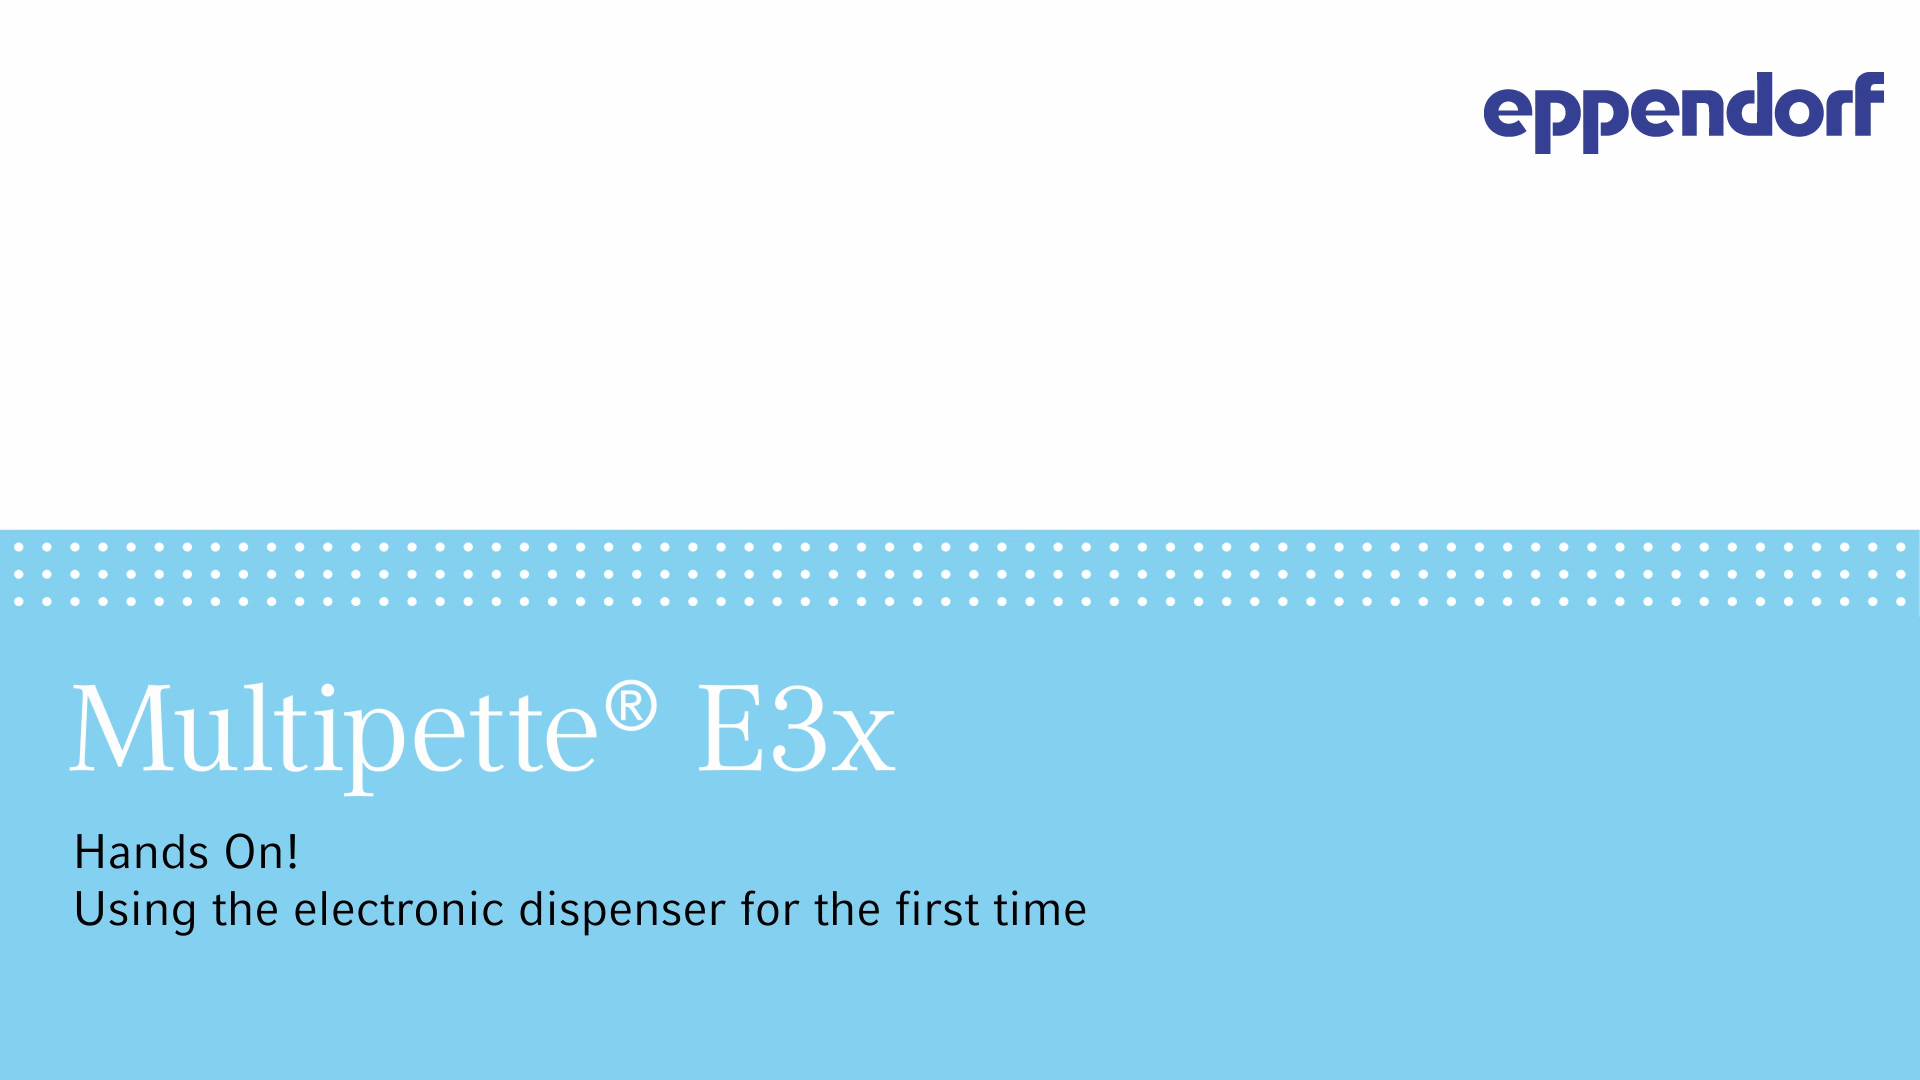 eppendorf
Multipette® E3x
Hands On!
Using the electronic dispenser for the first time